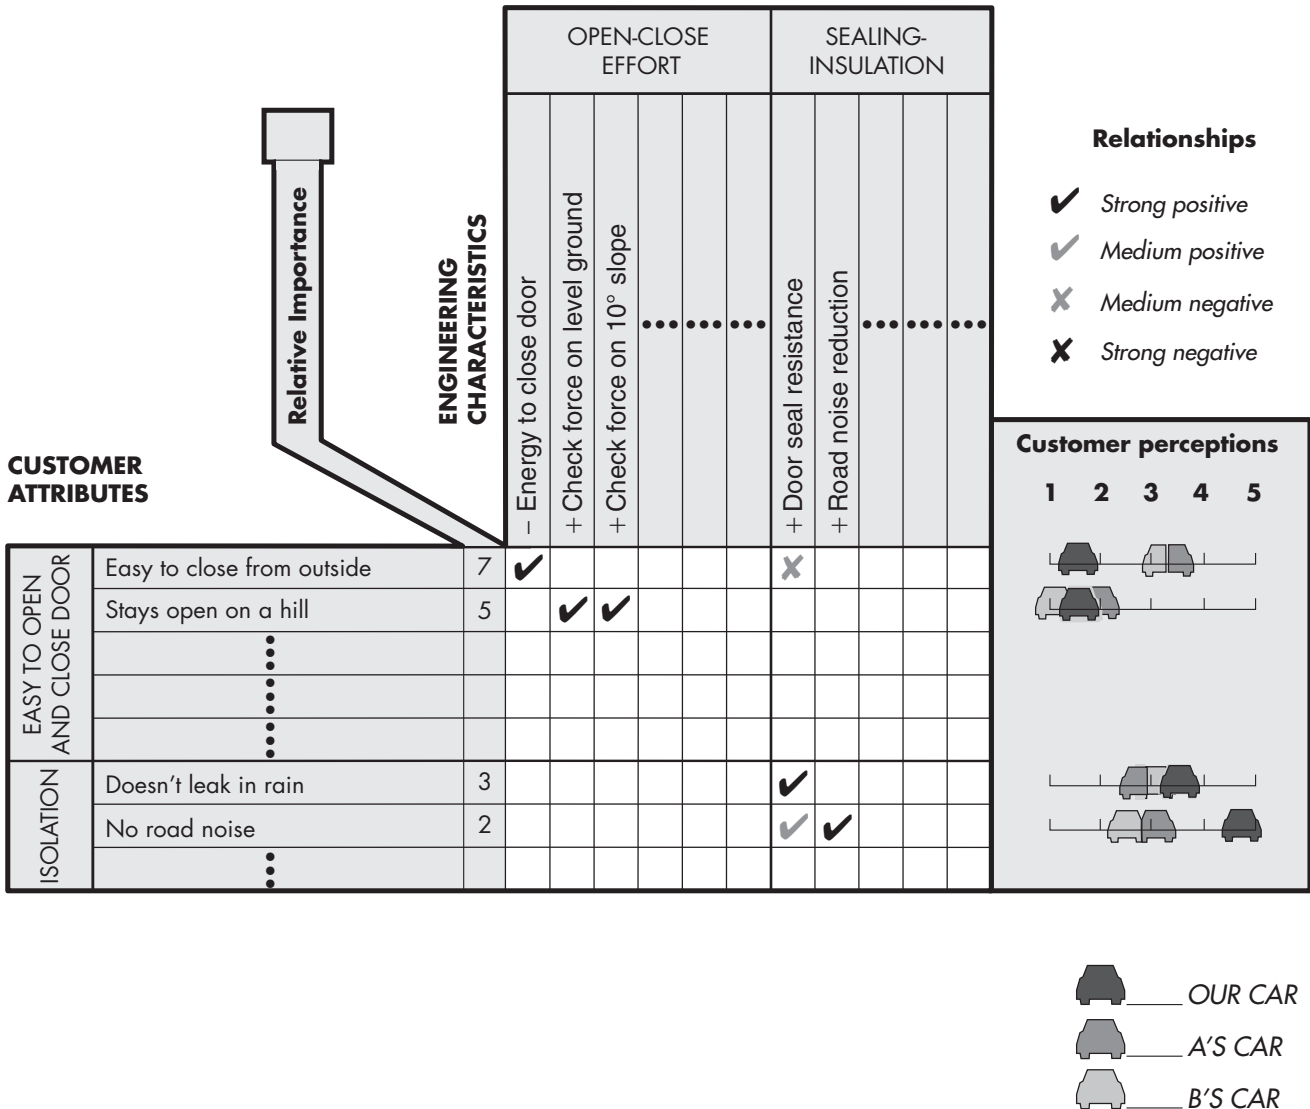 OPEN-CLOSE
EFFORT
SEALING-
INSULATION
Relationships
✔ Strong positive
✔ Medium positive
✘ Medium negative
✘ Strong negative
Relative Importance
ENGINEERING
CHARACTERISTICS
– Energy to close door
+ Check force on level ground
+ Check force on 10° slope
+ Door seal resistance
+ Road noise reduction
Customer perceptions
1 2 3 4 5
CUSTOMER
ATTRIBUTES
EASY TO OPEN
AND CLOSE DOOR
Easy to close from outside 7 ✔ ✘
Stays open on a hill 5 ✔ ✔
ISOLATION
Doesn't leak in rain 3 ✔
No road noise 2 ✔ ✔
OUR CAR
A'S CAR
B'S CAR